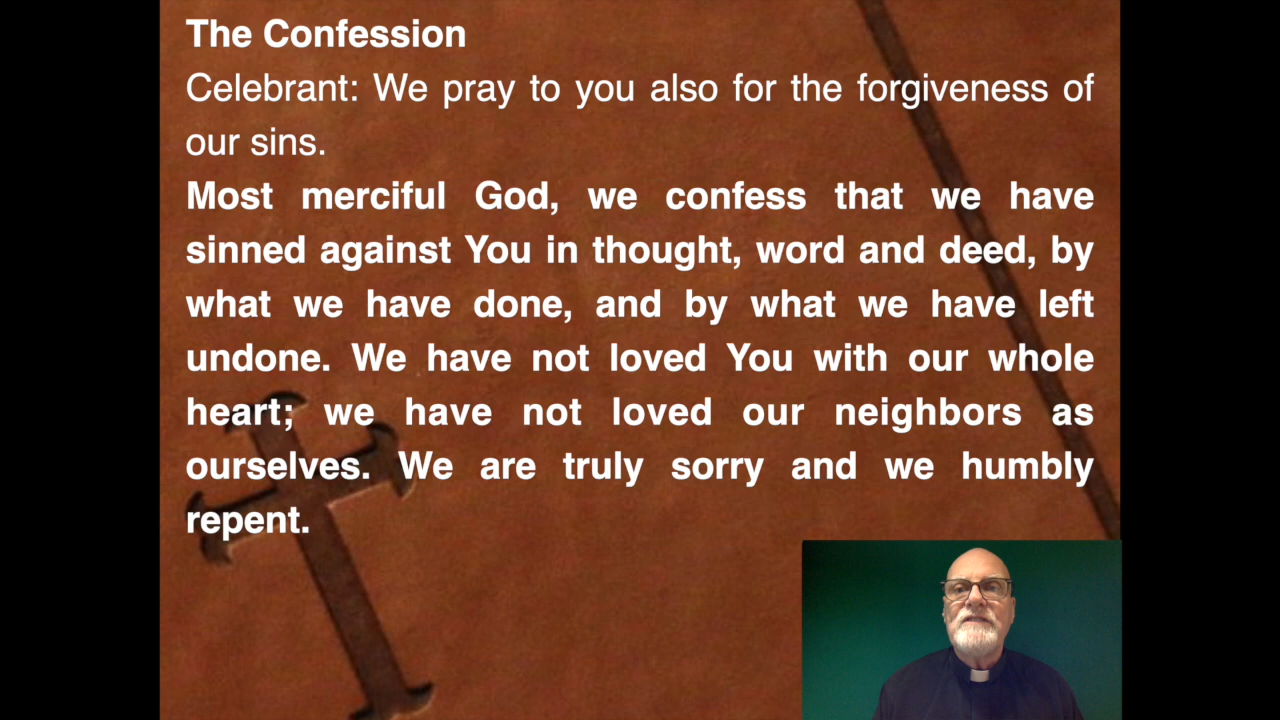 The Confession
Celebrant: We pray to you also for the forgiveness of
our sins.
Most merciful God, we confess that we have
sinned against You in thought, word and deed, by
what we have done, and by what we have left
undone. We have not loved You with our whole
heart; we have not loved our neighbors as
ourselves. We are truly sorry and we humbly
repent.